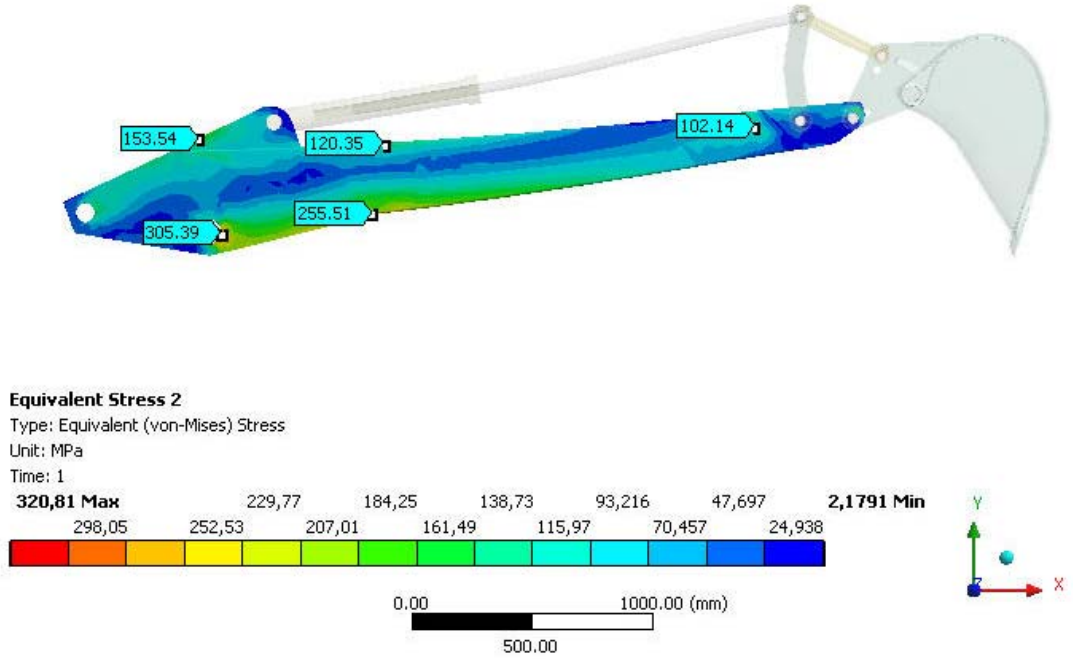 153.54
120.35
102.14
305.39
255.51
Equivalent Stress 2
Type: Equivalent (von-Mises) Stress
Unit: MPa
Time: 1
320,81 Max 229,77 184,25 138,73 93,216 47,697 2,1791 Min
298,05 252,53 207,01 161,49 115,97 70,457 24,938
0.00 1000.00 (mm)
500.00
Y
Z
X